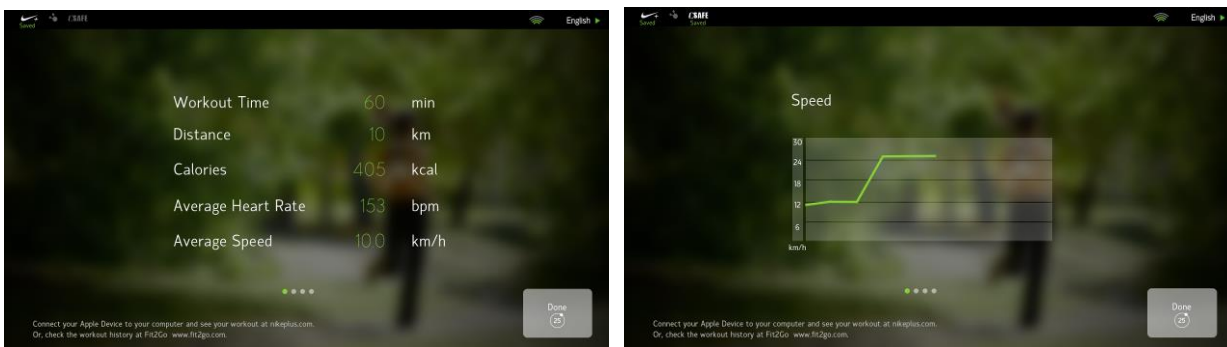 Saved
CSAFE
English
Workout Time 60 min
Distance 10 km
Calories 405 kcal
Average Heart Rate 153 bpm
Average Speed 10.0 km/h
Connect your Apple Device to your computer and see your workout at nikeplus.com.
Or, check the workout history at Fit2Go www.fit2go.com.
Done
25
Saved
CSAFE
Saved
English
Speed
30
24
18
12
6
km/h
Connect your Apple Device to your computer and see your workout at nikeplus.com.
Or, check the workout history at Fit2Go www.fit2go.com.
Done
25